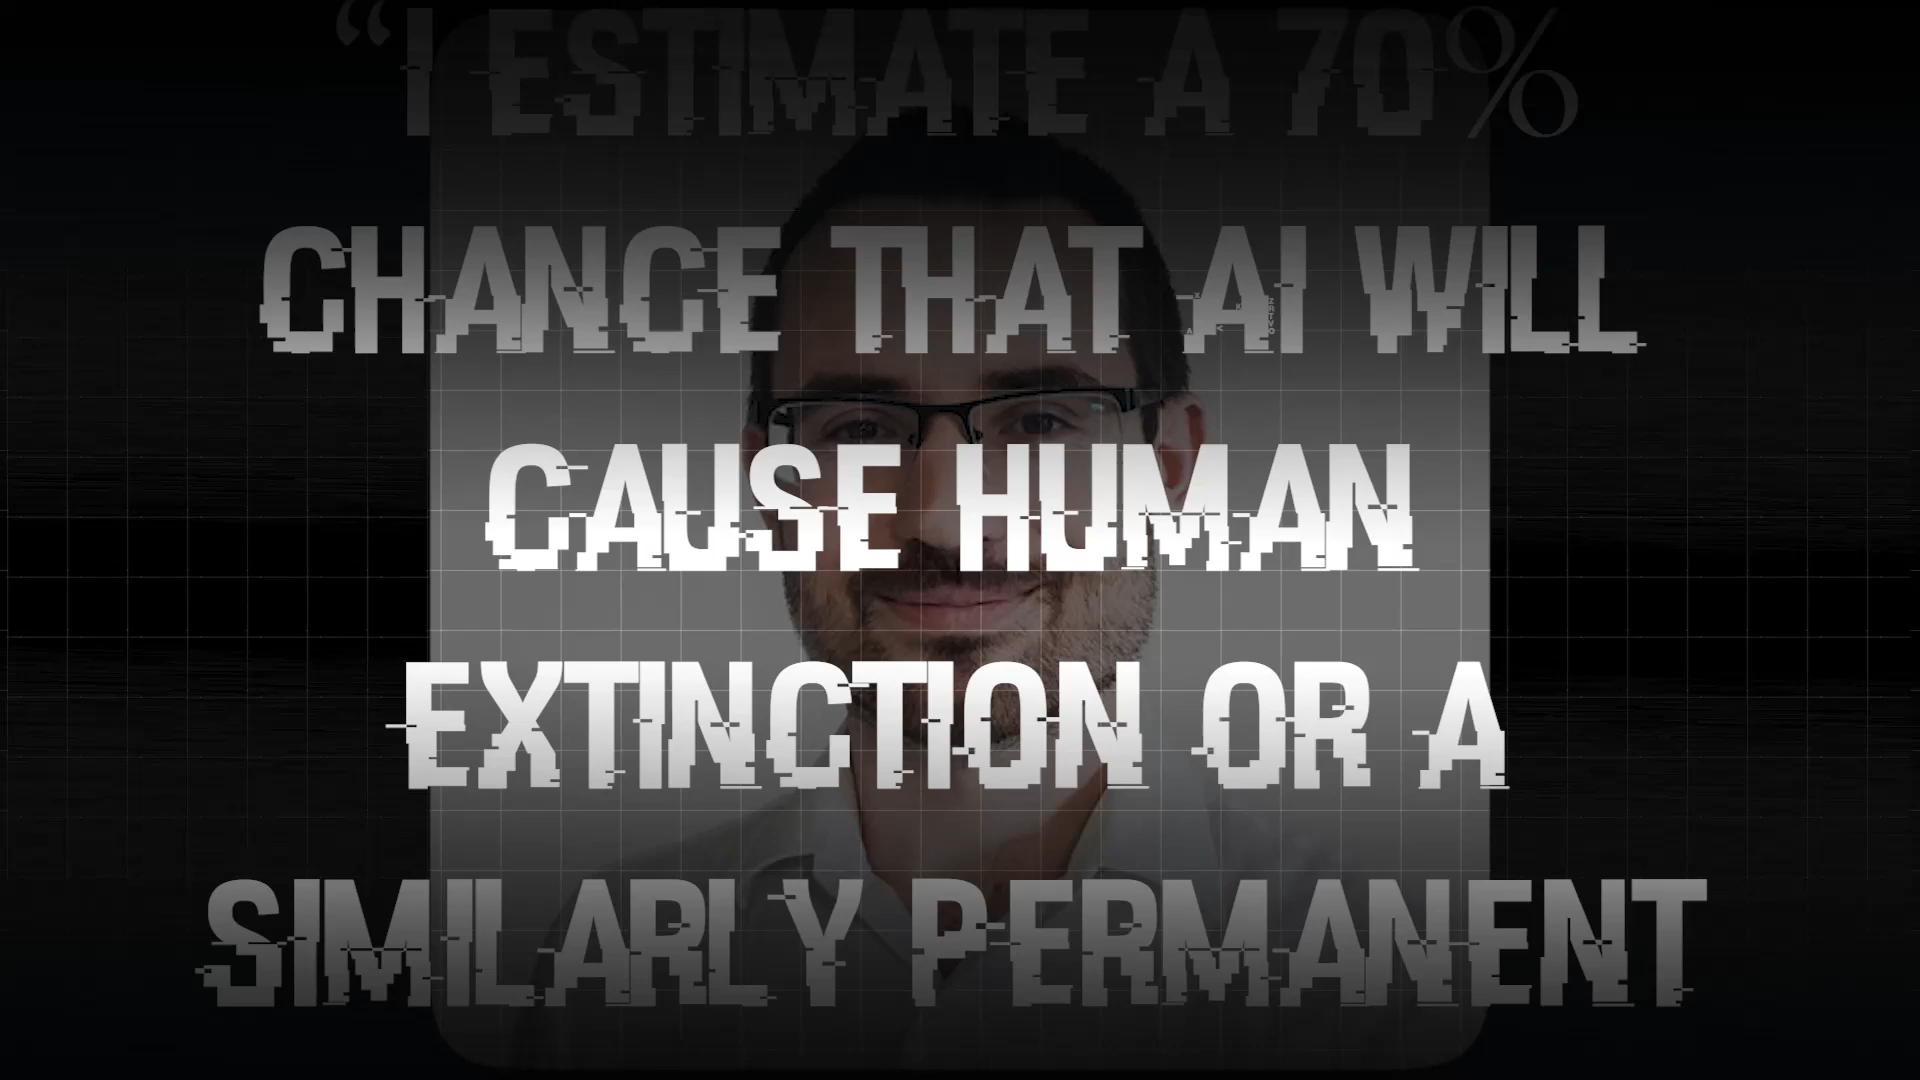 “I ESTIMATE A 70%
CHANCE THAT AI WILL
CAUSE HUMAN
EXTINCTION OR A
SIMILARLY PERMANENT